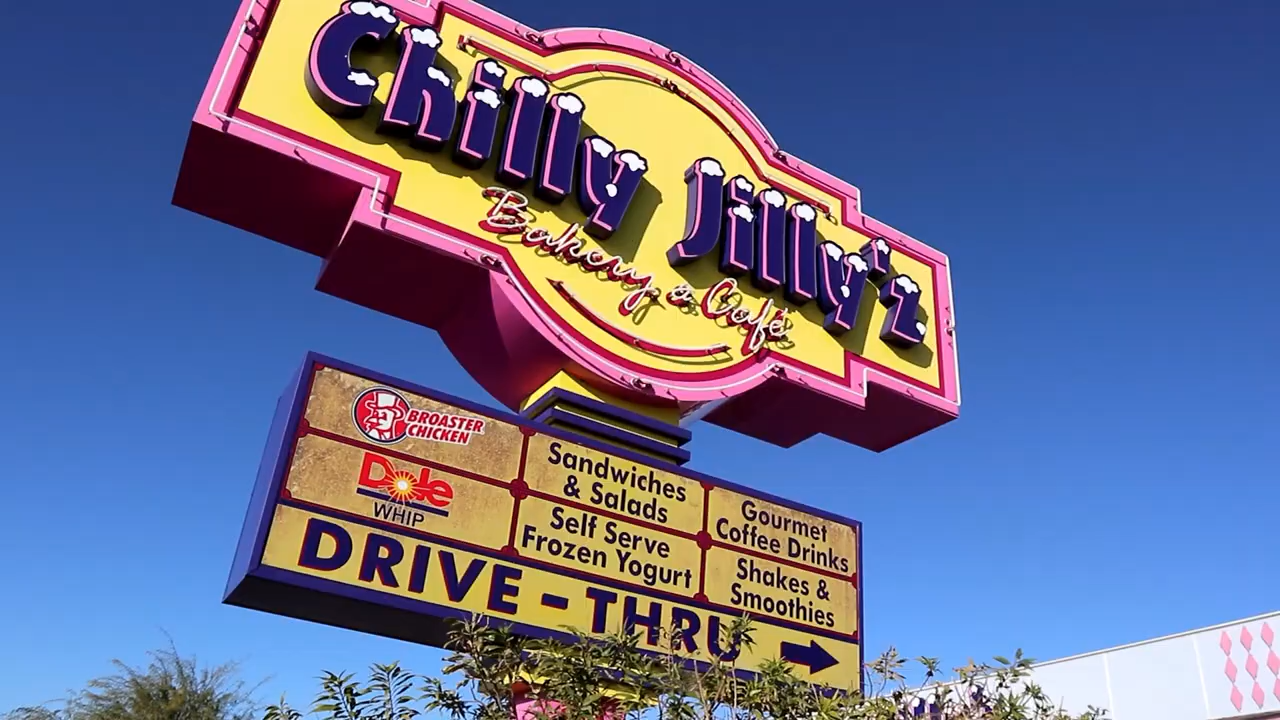 Chilly Jilly'z
Bakery & Café
BROASTER
CHICKEN
Dole
WHIP
Sandwiches
& Salads
Self Serve
Frozen Yogurt
Gourmet
Coffee Drinks
Shakes &
Smoothies
DRIVE-THRU